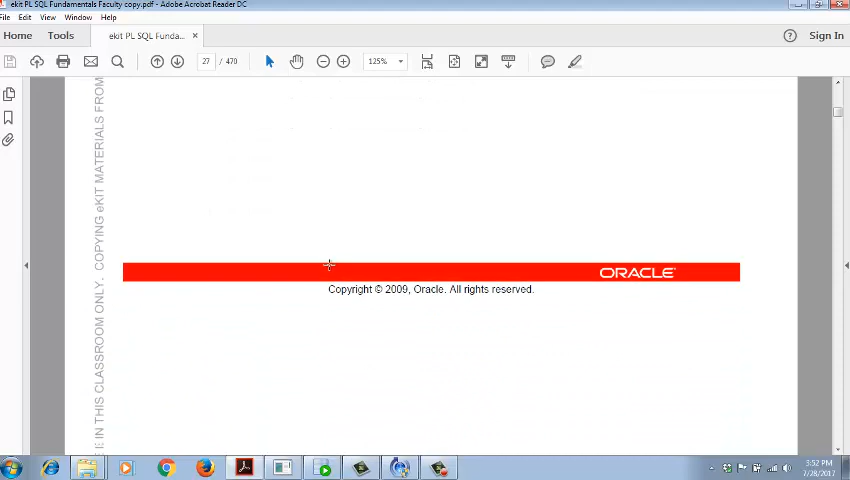 ekit PL SQL Fundamentals Faculty copy.pdf - Adobe Acrobat Reader DC
File Edit View Window Help
Home Tools ekit PL SQL Funda... × Sign In
27 / 470 125%
COPYING eKIT MATERIALS FROM
IN THIS CLASSROOM ONLY.
ORACLE
Copyright © 2009, Oracle. All rights reserved.
3:52 PM
7/28/2017